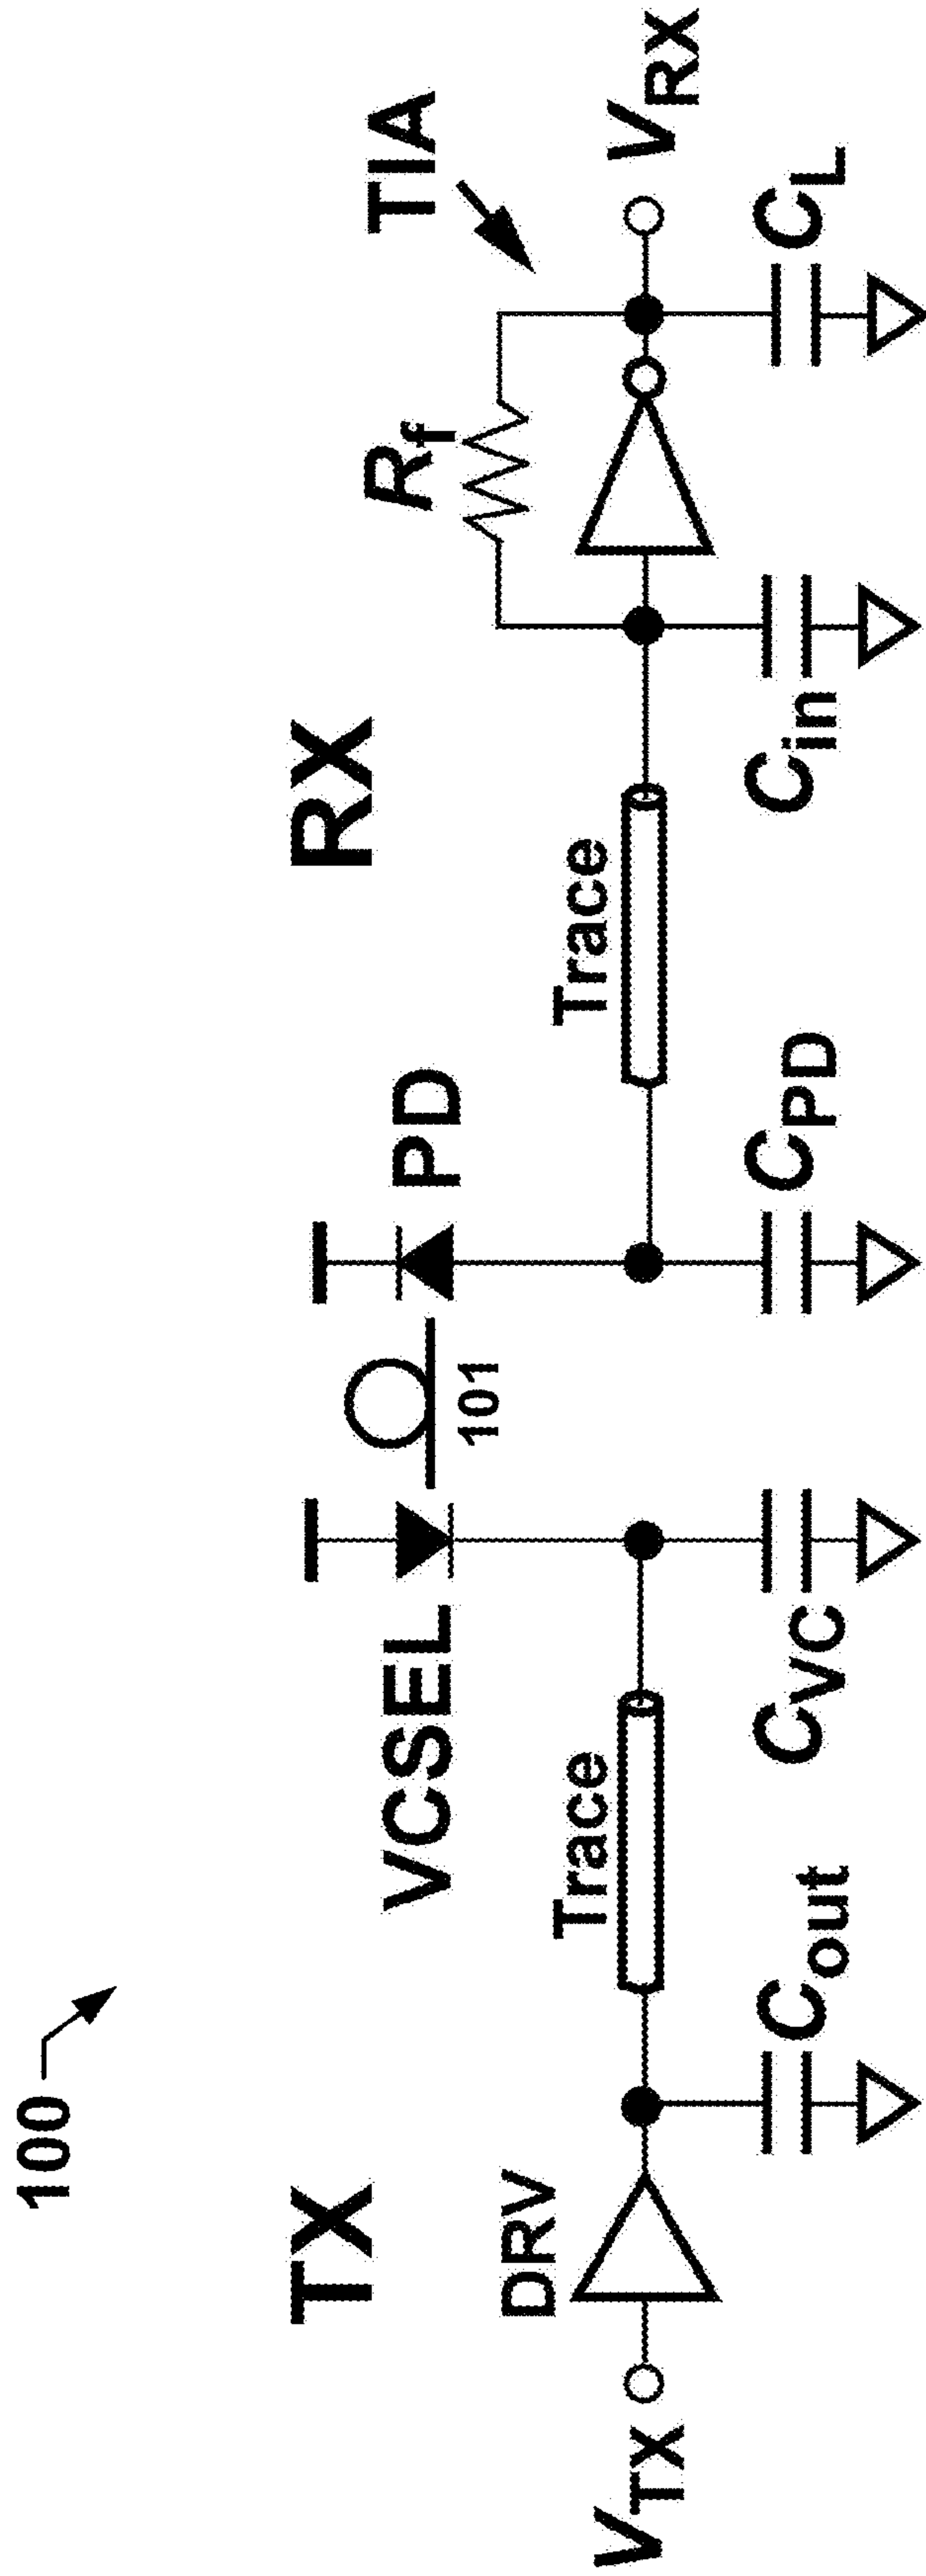 100
TX
RX
VCSEL
PD
TIA
101
R_f
DRV
Trace
Trace
V_TX
V_RX
C_out
C_VC
C_PD
C_in
C_L